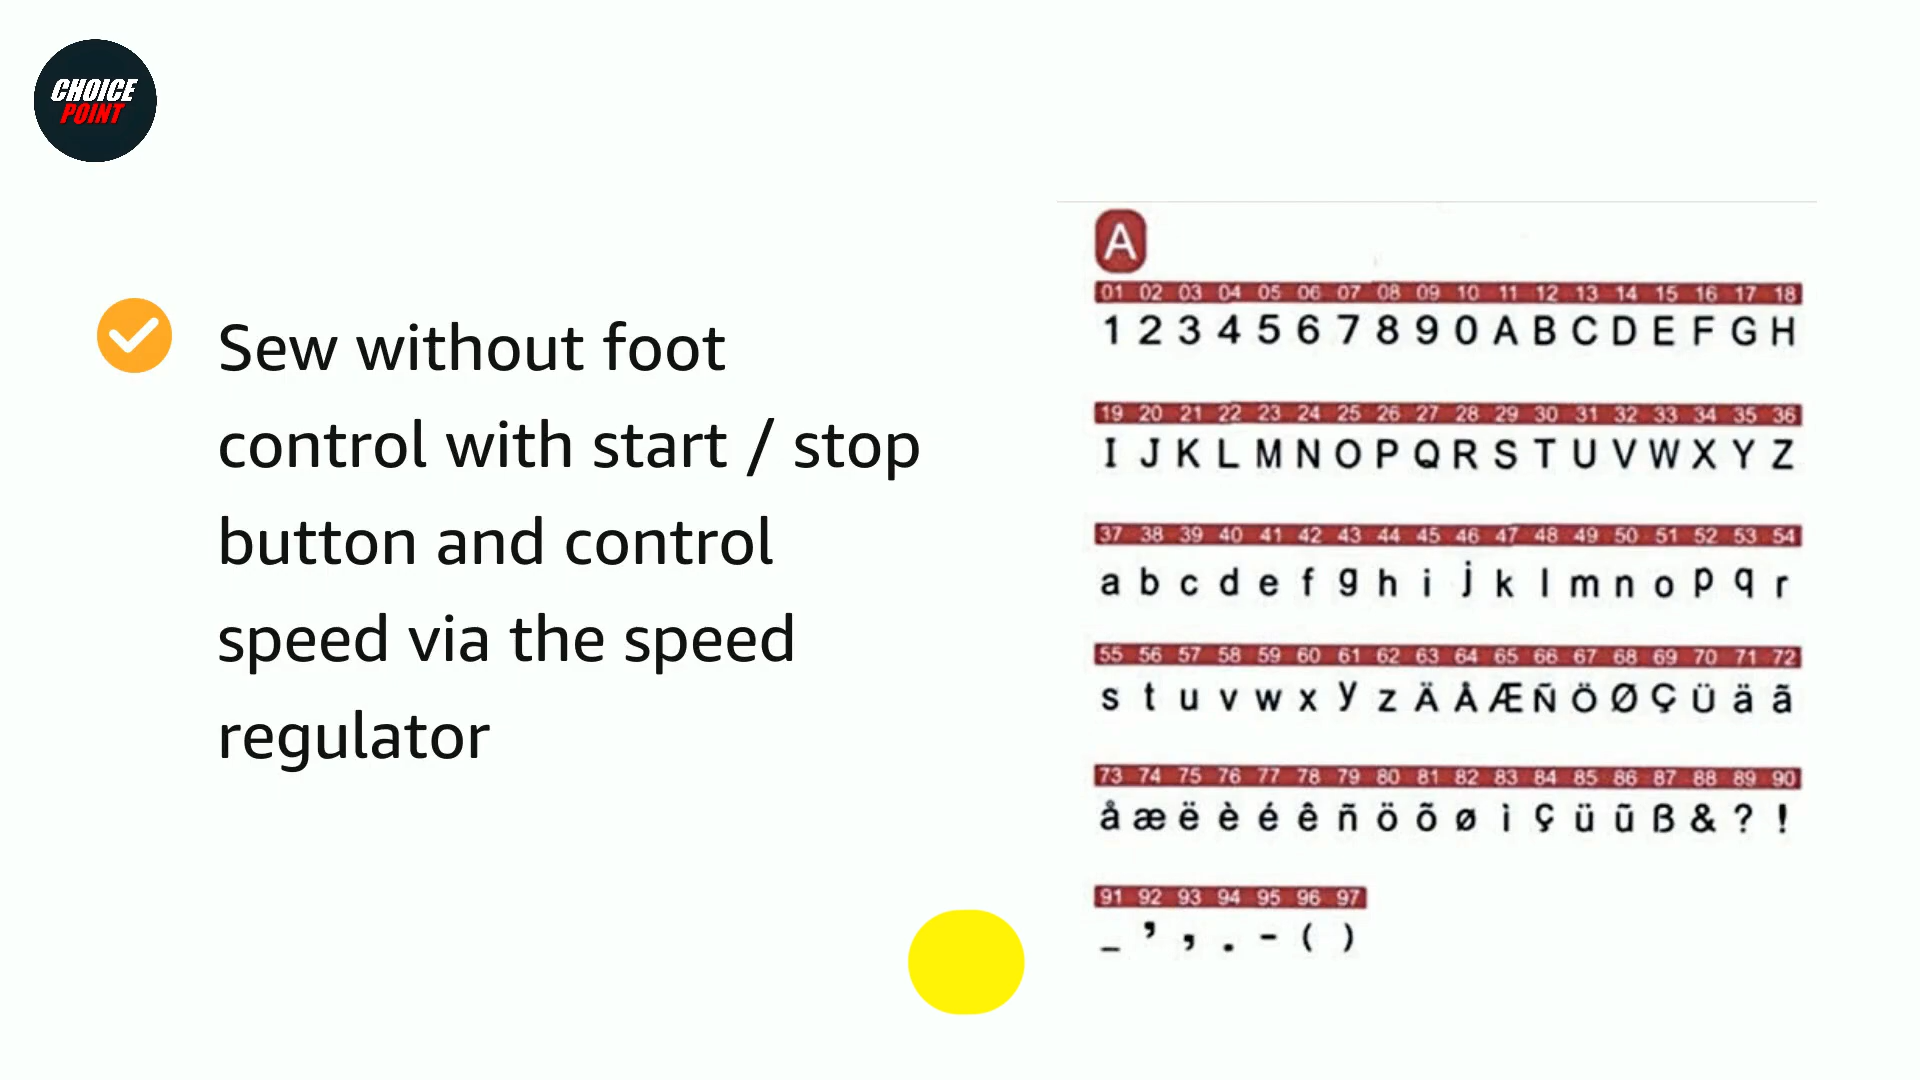 CHOICE
POINT
Sew without foot
control with start / stop
button and control
speed via the speed
regulator
A
01 02 03 04 05 06 07 08 09 10 11 12 13 14 15 16 17 18
1 2 3 4 5 6 7 8 9 0 A B C D E F G H
19 20 21 22 23 24 25 26 27 28 29 30 31 32 33 34 35 36
I J K L M N O P Q R S T U V W X Y Z
37 38 39 40 41 42 43 44 45 46 47 48 49 50 51 52 53 54
a b c d e f g h i j k l m n o p q r
55 56 57 58 59 60 61 62 63 64 65 66 67 68 69 70 71 72
s t u v w x y z Ä Å Æ Ñ Ö Ø Ç Ü ä ã
73 74 75 76 77 78 79 80 81 82 83 84 85 86 87 88 89 90
å æ ë è é ê ñ ö õ ø ì ç ü ũ ß & ? !
91 92 93 94 95 96 97
_ ’ , . - ( )